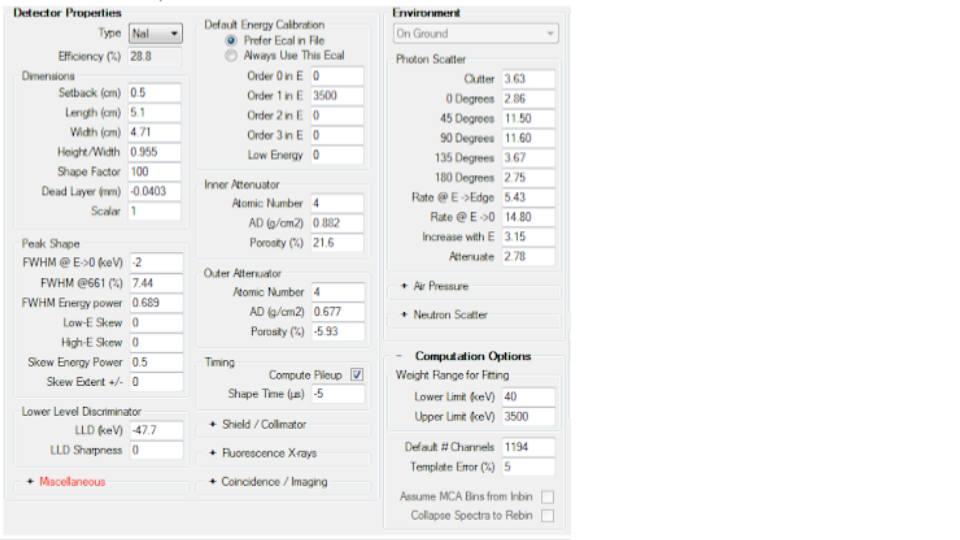 Detector Properties
Type NaI
Efficiency (%) 28.8
Dimensions
Setback (cm) 0.5
Length (cm) 5.1
Width (cm) 4.71
Height/Width 0.955
Shape Factor 100
Dead Layer (mm) -0.0403
Scalar 1
Peak Shape
FWHM @ E->0 (keV) -2
FWHM @661 (%) 7.44
FWHM Energy power 0.689
Low-E Skew 0
High-E Skew 0
Skew Energy Power 0.5
Skew Extent +/- 0
Lower Level Discriminator
LLD (keV) -47.7
LLD Sharpness 0
+ Miscellaneous
Default Energy Calibration
Prefer Ecal in File
Always Use This Ecal
Order 0 in E 0
Order 1 in E 3500
Order 2 in E 0
Order 3 in E 0
Low Energy 0
Inner Attenuator
Atomic Number 4
AD (g/cm2) 0.882
Porosity (%) 21.6
Outer Attenuator
Atomic Number 4
AD (g/cm2) 0.677
Porosity (%) -5.93
Timing
Compute Pileup
Shape Time (µs) -5
+ Shield / Collimator
+ Fluorescence X-rays
+ Coincidence / Imaging
Environment
On Ground
Photon Scatter
Clutter 3.63
0 Degrees 2.86
45 Degrees 11.50
90 Degrees 11.60
135 Degrees 3.67
180 Degrees 2.75
Rate @ E ->Edge 5.43
Rate @ E ->0 14.80
Increase with E 3.15
Attenuate 2.78
+ Air Pressure
+ Neutron Scatter
- Computation Options
Weight Range for Fitting
Lower Limit (keV) 40
Upper Limit (keV) 3500
Default # Channels 1194
Template Error (%) 5
Assume MCA Bins from Inbin
Collapse Spectra to Rebin